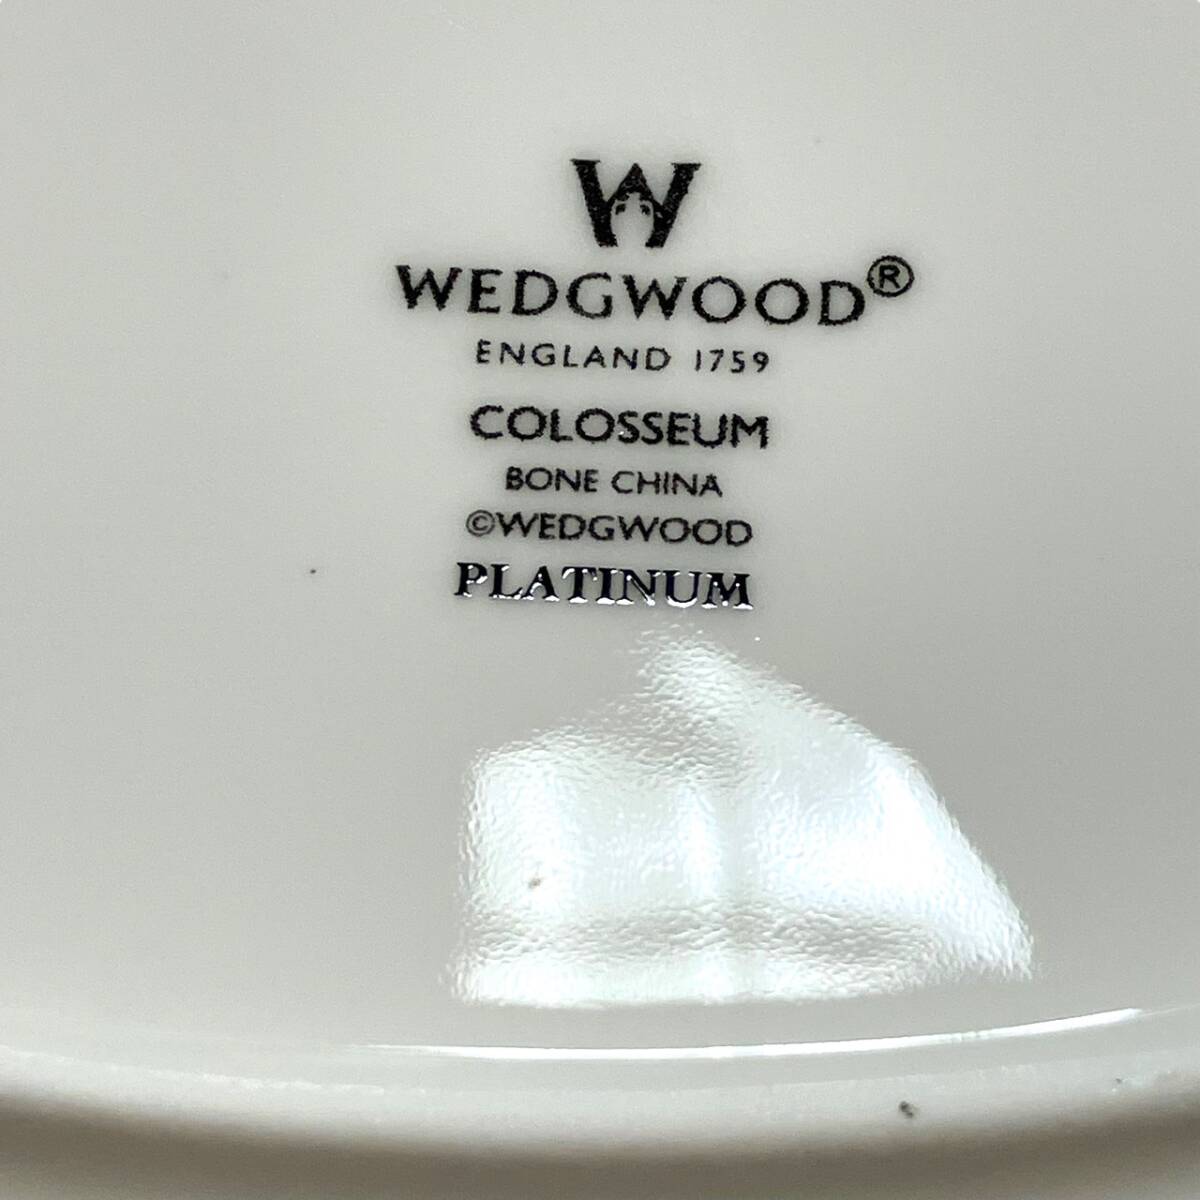 W
WEDGWOOD®
ENGLAND 1759
COLOSSEUM
BONE CHINA
©WEDGWOOD
PLATINUM